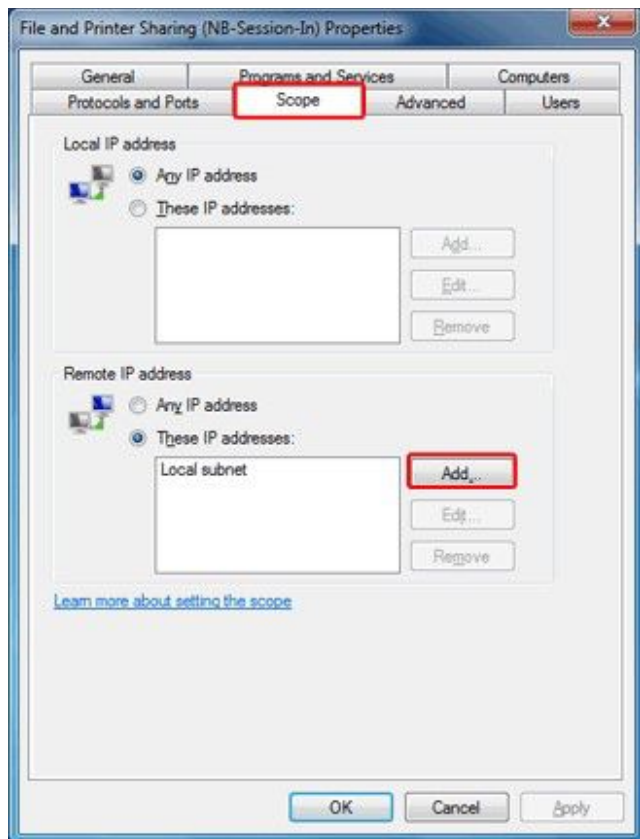 File and Printer Sharing (NB-Session-In) Properties
General Programs and Services Computers
Protocols and Ports Scope Advanced Users
Local IP address
Any IP address
These IP addresses:
Add...
Edit...
Remove
Remote IP address
Any IP address
These IP addresses:
Local subnet
Add...
Edit...
Remove
Learn more about setting the scope
OK Cancel Apply